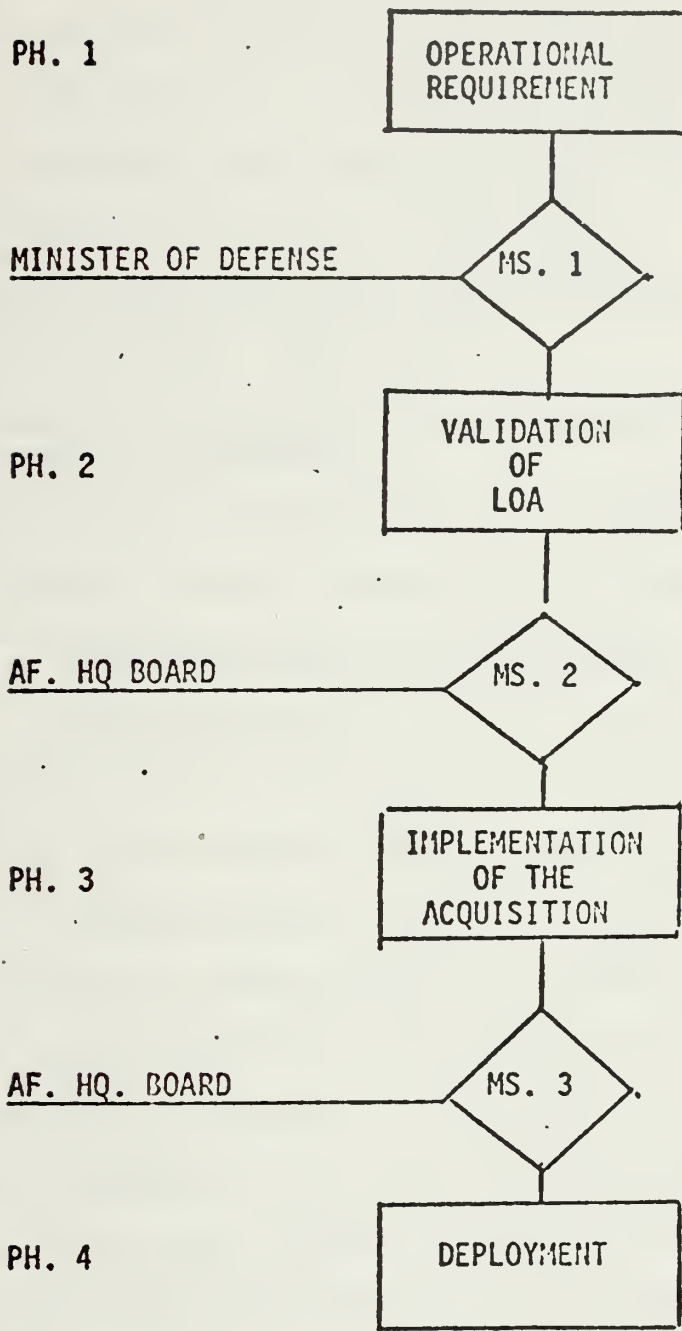 PH. 1
OPERATIONAL
REQUIREMENT
MINISTER OF DEFENSE
MS. 1
PH. 2
VALIDATION
OF
LOA
AF. HQ BOARD
MS. 2
PH. 3
IMPLEMENTATION
OF THE
ACQUISITION
AF. HQ. BOARD
MS. 3
PH. 4
DEPLOYMENT